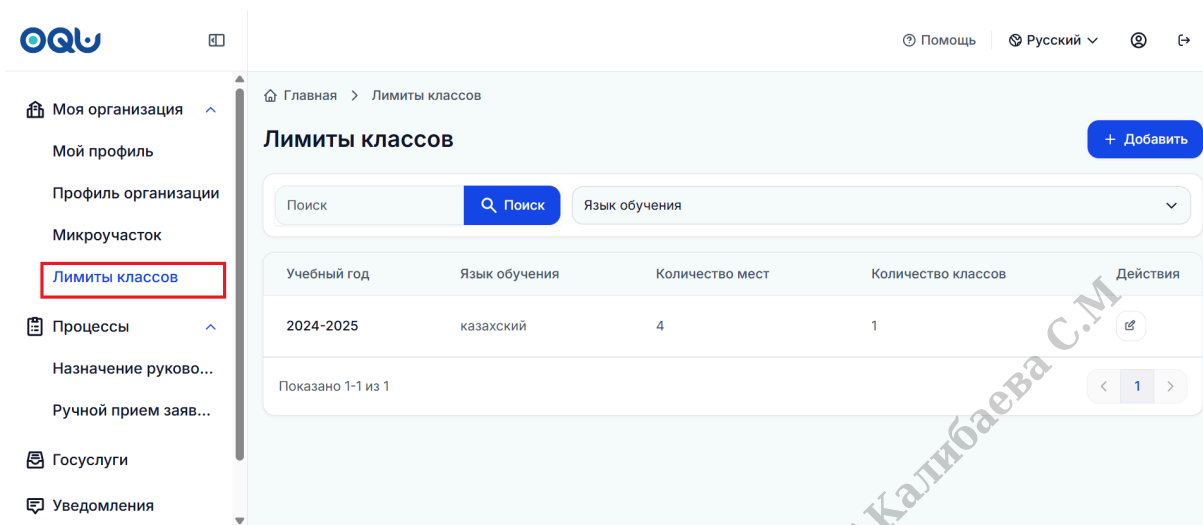 OQU
Помощь
Русский
Моя организация
Мой профиль
Профиль организации
Микроучасток
Лимиты классов
Процессы
Назначение руково...
Ручной прием заяв...
Госуслуги
Уведомления
Главная > Лимиты классов
Лимиты классов
+ Добавить
Поиск
Поиск
Язык обучения
Учебный год Язык обучения Количество мест Количество классов Действия
2024-2025 казахский 4 1
Показано 1-1 из 1
< 1 >
Калибаева С.М